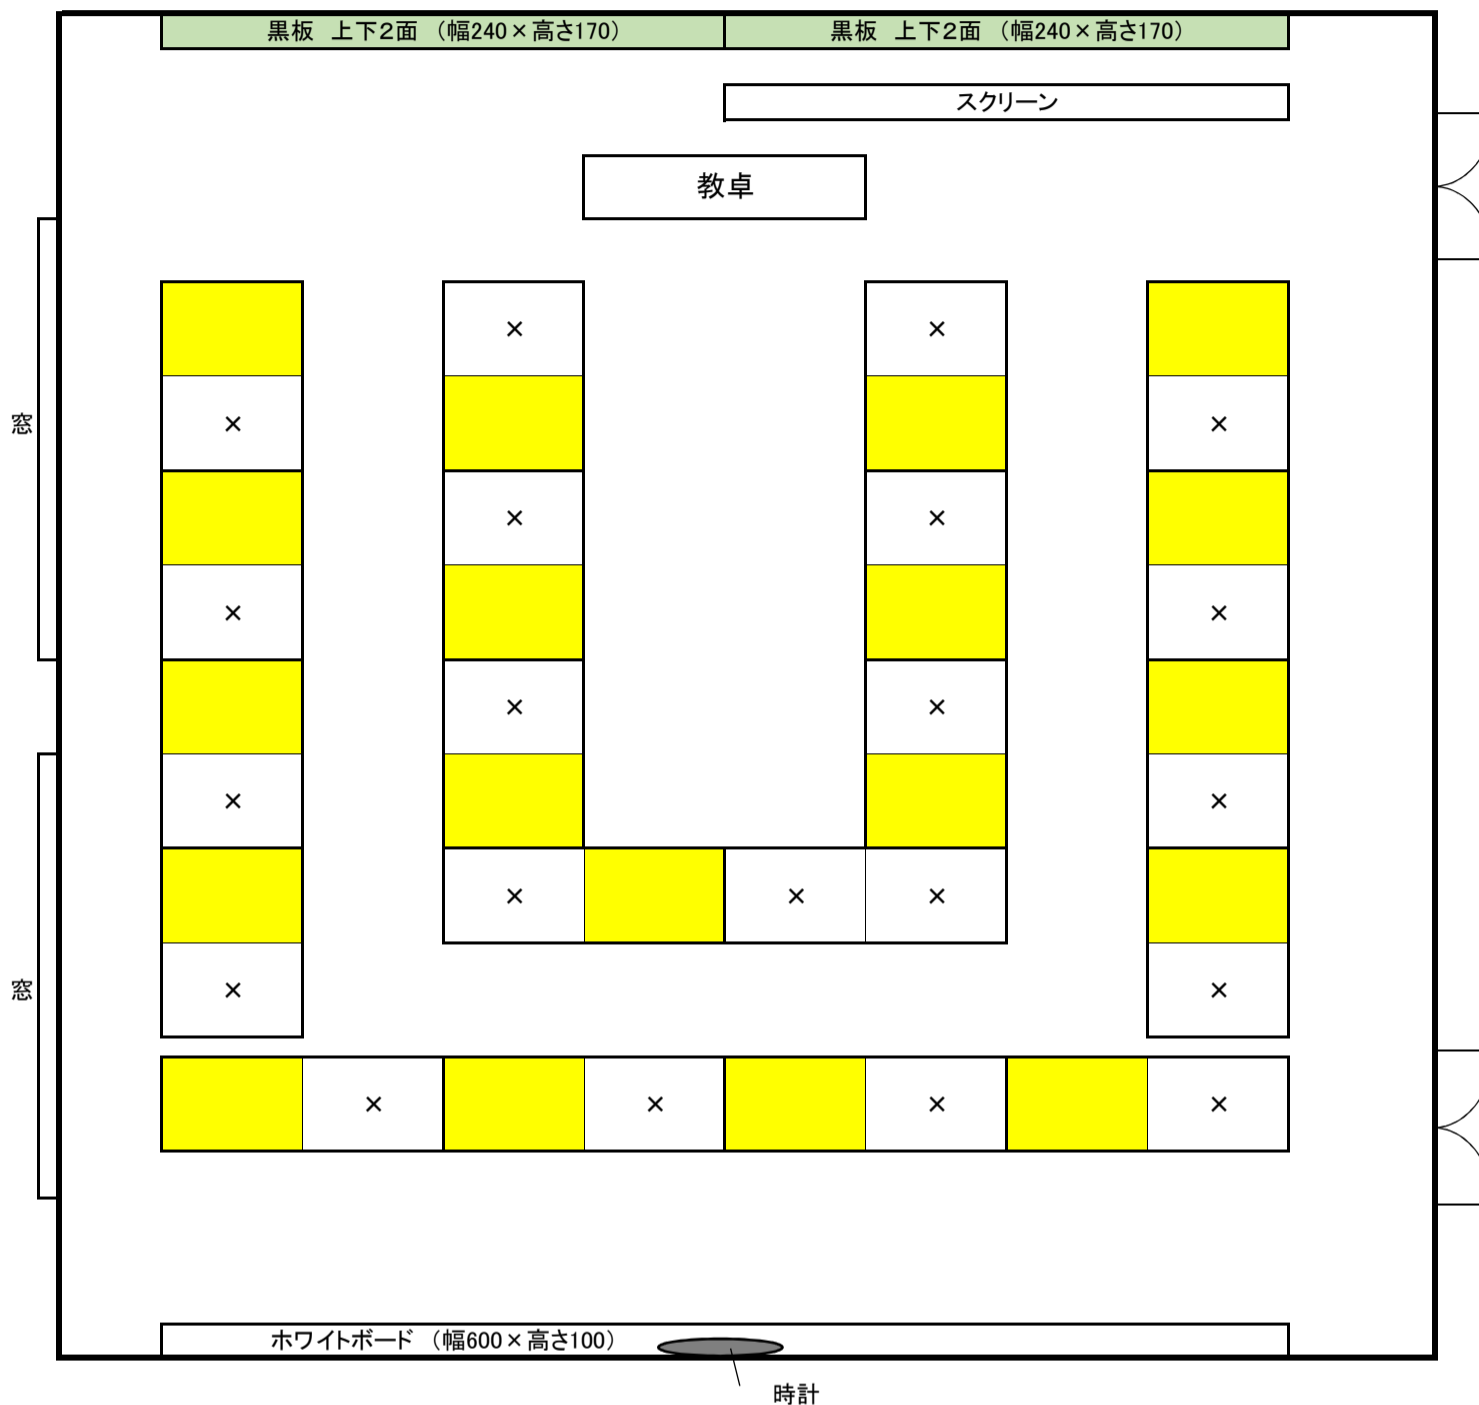 黒板　上下２面　（幅240×高さ170）
黒板　上下２面　（幅240×高さ170）
スクリーン
教卓
×　×
窓　×　×
×　×
×　×
×　×
×　×
×　×　×
窓　×　×
×　×　×　×
ホワイトボード　（幅600×高さ100）
時計